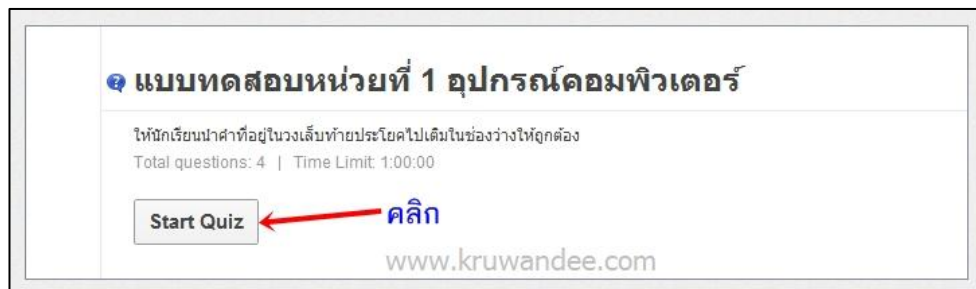 แบบทดสอบหน่วยที่ 1 อุปกรณ์คอมพิวเตอร์
ให้นักเรียนนำคำที่อยู่ในวงเล็บท้ายประโยคไปเติมในช่องว่างให้ถูกต้อง
Total questions: 4 | Time Limit: 1:00:00
Start Quiz
คลิก
www.kruwandee.com